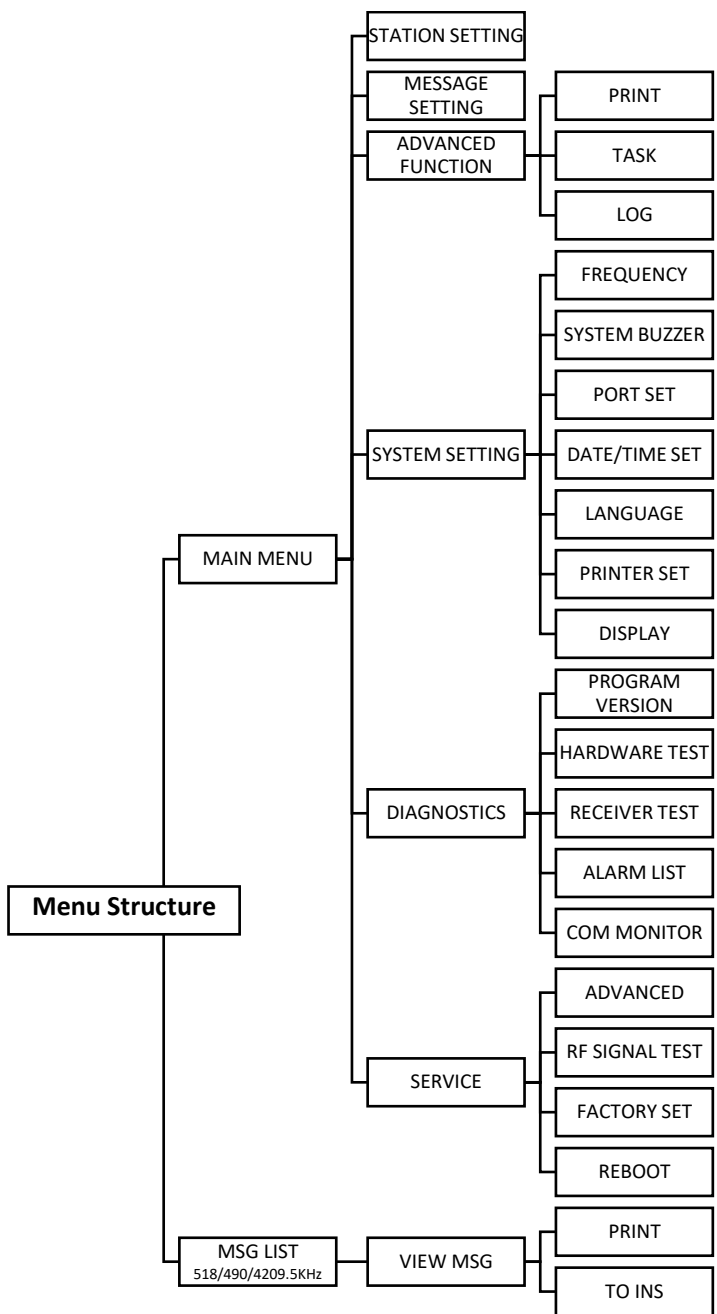 STATION SETTING
MESSAGE
SETTING
ADVANCED
FUNCTION
PRINT
TASK
LOG
FREQUENCY
SYSTEM BUZZER
PORT SET
SYSTEM SETTING
DATE/TIME SET
LANGUAGE
PRINTER SET
DISPLAY
MAIN MENU
PROGRAM
VERSION
HARDWARE TEST
DIAGNOSTICS
RECEIVER TEST
ALARM LIST
COM MONITOR
Menu Structure
ADVANCED
RF SIGNAL TEST
SERVICE
FACTORY SET
REBOOT
MSG LIST
518/490/4209.5KHz
VIEW MSG
PRINT
TO INS